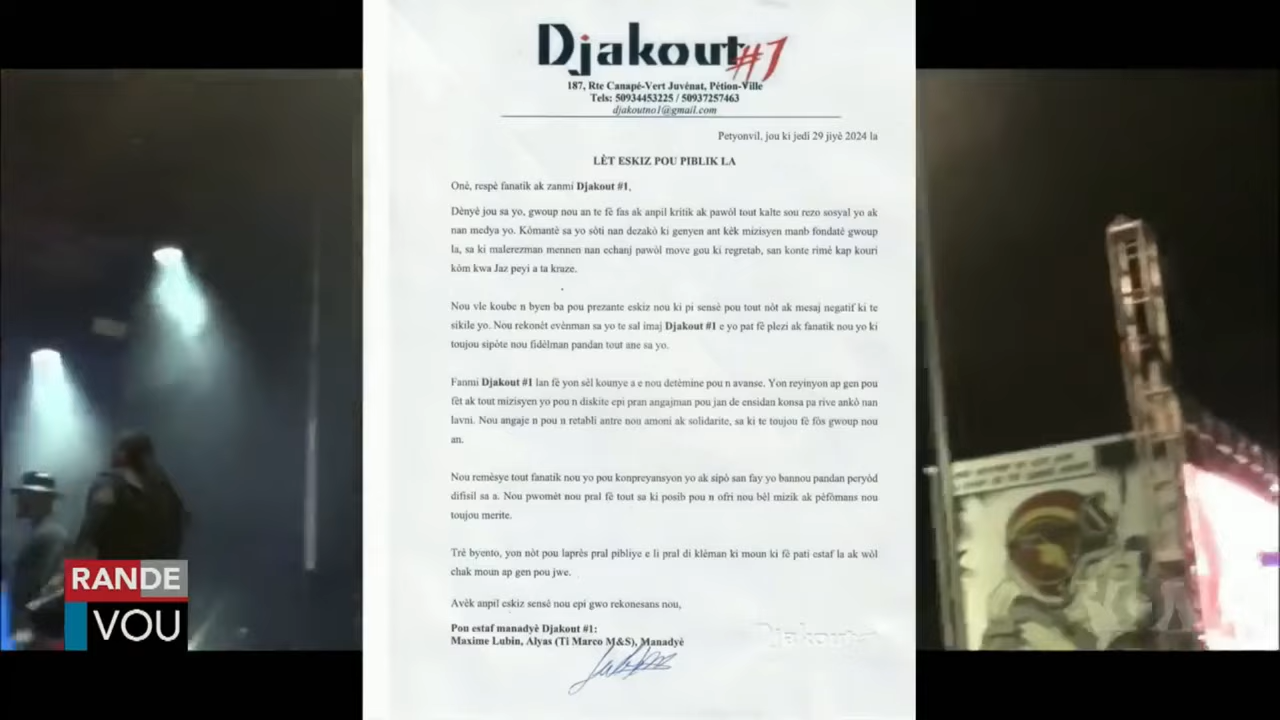 Djakout #1
187, Rte Canapé-Vert Juvénat, Pétion-Ville
Tels: 50934453225 / 50937257463
djakoutno1@gmail.com
Petyonvil, jou ki jedi 29 jiyè 2024 la
LÈT ESKIZ POU PIBLIK LA
Onè, respè fanatik ak zanmi Djakout #1,
Dènyè jou sa yo, gwoup nou an te fè fas ak anpil kritik ak pawòl tout kalte sou rezo sosyal yo ak
nan medya yo. Kòmantè sa yo sòti nan dezakò ki genyen ant kèk mizisyen manb fondatè gwoup
la, sa ki malerezman mennen nan echanj pawòl move gou ki regretab, san konte rimè kap kouri
kòm kwa Jaz peyi a ta kraze.
Nou vle koube n byen ba pou prezante eskiz nou ki pi sensè pou tout nòt ak mesaj negatif ki te
sikile yo. Nou rekonèt evènman sa yo te sal imaj Djakout #1 e yo pat fè plezi ak fanatik nou yo ki
toujou sipòte nou fidèlman pandan tout ane sa yo.
Fanmi Djakout #1 lan fè yon sèl kounye a e nou detèmine pou n avanse. Yon reyinyon ap gen pou
fèt ak tout mizisyen yo pou n diskite epi pran angajman pou jan de ensidan konsa pa rive ankò nan
lavni. Nou angaje n pou n retabli antre nou amoni ak solidarite, sa ki te toujou fè fòs gwoup nou
an.
Nou remèsye tout fanatik nou yo pou konpreyansyon yo ak sipò san fay yo bannou pandan peryòd
difisil sa a. Nou pwomèt nou pral fè tout sa ki posib pou n ofri nou bèl mizik ak pèfòmans nou
toujou merite.
Trè byento, yon nòt pou laprès pral pibliye e li pral di klèman ki moun ki fè pati estaf la ak wòl
chak moun ap gen pou jwe.
Avèk anpil eskiz sensè nou epi gwo rekonesans nou,
Pou estaf manadyè Djakout #1:
Maxime Lubin, Alyas (Ti Marco M&S), Manadyè
Djakout
RANDE
VOU
VOA